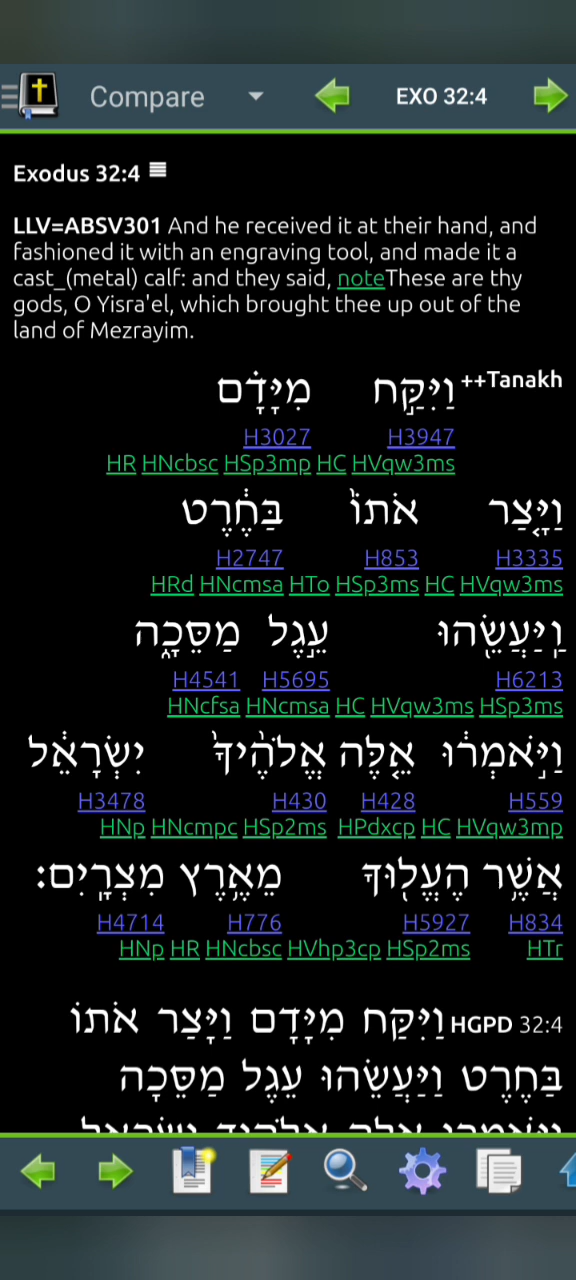 Compare EXO 32:4
Exodus 32:4
LLV=ABSV301 And he received it at their hand, and
fashioned it with an engraving tool, and made it a
cast_(metal) calf: and they said, noteThese are thy
gods, O Yisra'el, which brought thee up out of the
land of Mezrayim.
++Tanakh וַיִּקַּ֣ח מִיָּדָ֗ם
H3027 H3947
HR HNcbsc HSp3mp HC HVqw3ms
וַיָּ֤צַר אֹתוֹ֙ בַּחֶ֔רֶט
H2747 H853 H3335
HRd HNcmsa HTo HSp3ms HC HVqw3ms
וַֽיַּעֲשֵׂ֖הוּ עֵ֣גֶל מַסֵּכָ֑ה
H4541 H5695 H6213
HNcfsa HNcmsa HC HVqw3ms HSp3ms
וַיֹּ֣אמְר֔וּ אֵ֤לֶּה אֱלֹהֶ֙יךָ֙ יִשְׂרָאֵ֔ל
H3478 H430 H428 H559
HNp HNcmpc HSp2ms HPdxcp HC HVqw3mp
אֲשֶׁ֥ר הֶעֱל֖וּךָ מֵאֶ֥רֶץ מִצְרָֽיִם׃
H4714 H776 H5927 H834
HNp HR HNcbsc HVhp3cp HSp2ms HTr
HGPD 32:4 וַיִּקַּח מִיָּדָם וַיָּצַר אֹתוֹ
בַּחֶרֶט וַיַּעֲשֵׂהוּ עֵגֶל מַסֵּכָה